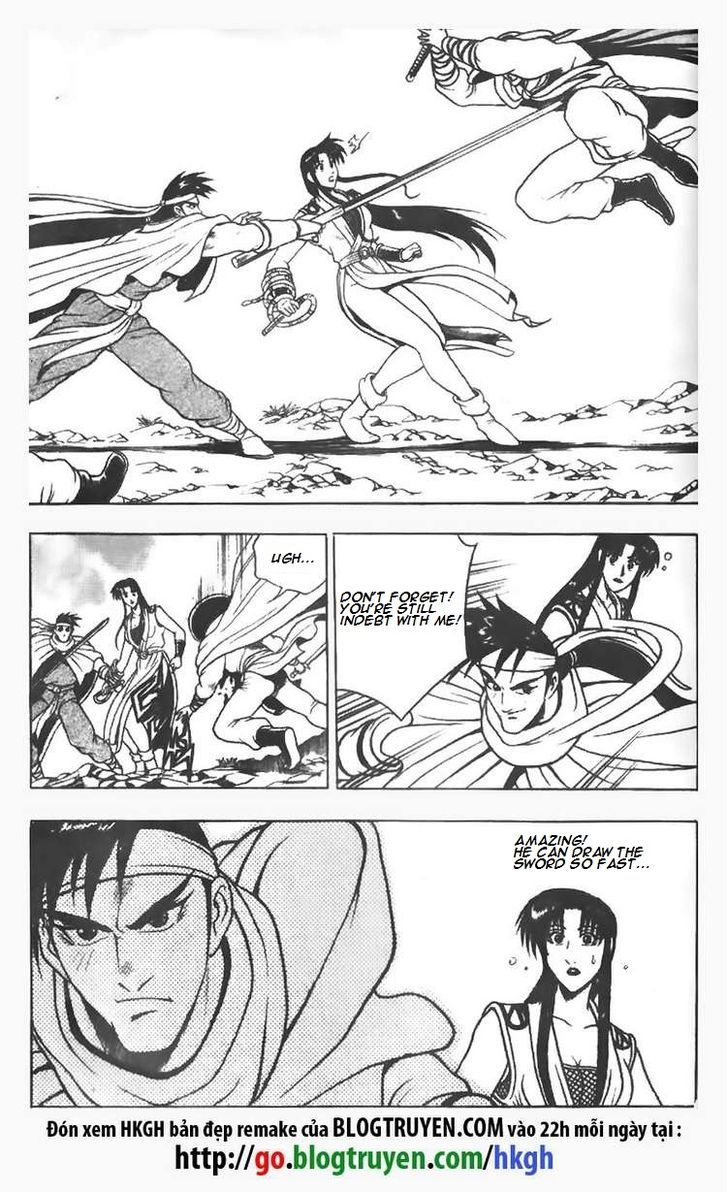 UGH...
DON'T FORGET!
YOU'RE STILL
INDEBT WITH ME!
AMAZING!
HE CAN DRAW THE
SWORD SO FAST...
Đón xem HKGH bản đẹp remake của BLOGTRUYEN.COM vào 22h mỗi ngày tại :
http://go.blogtruyen.com/hkgh